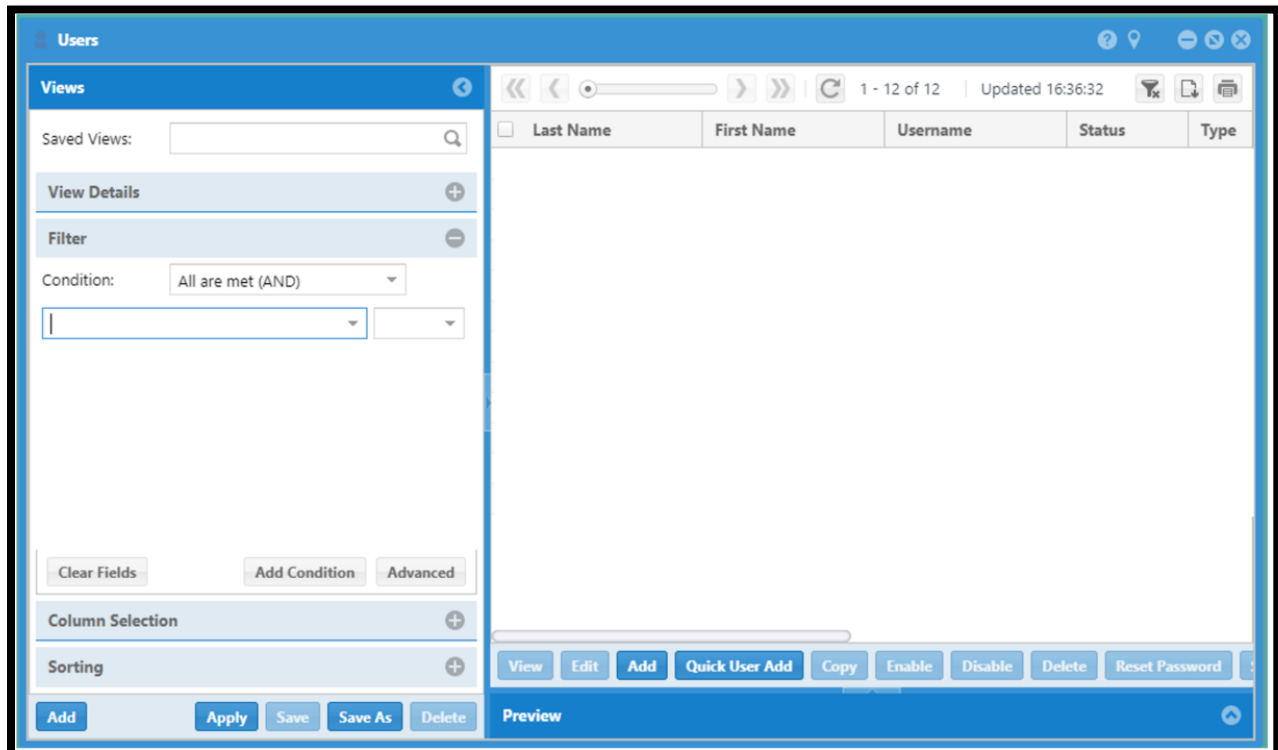 Users
Views
Saved Views:
View Details
Filter
Condition: All are met (AND)
Clear Fields Add Condition Advanced
Column Selection
Sorting
Add Apply Save Save As Delete
1 - 12 of 12 Updated 16:36:32
Last Name First Name Username Status Type
View Edit Add Quick User Add Copy Enable Disable Delete Reset Password
Preview